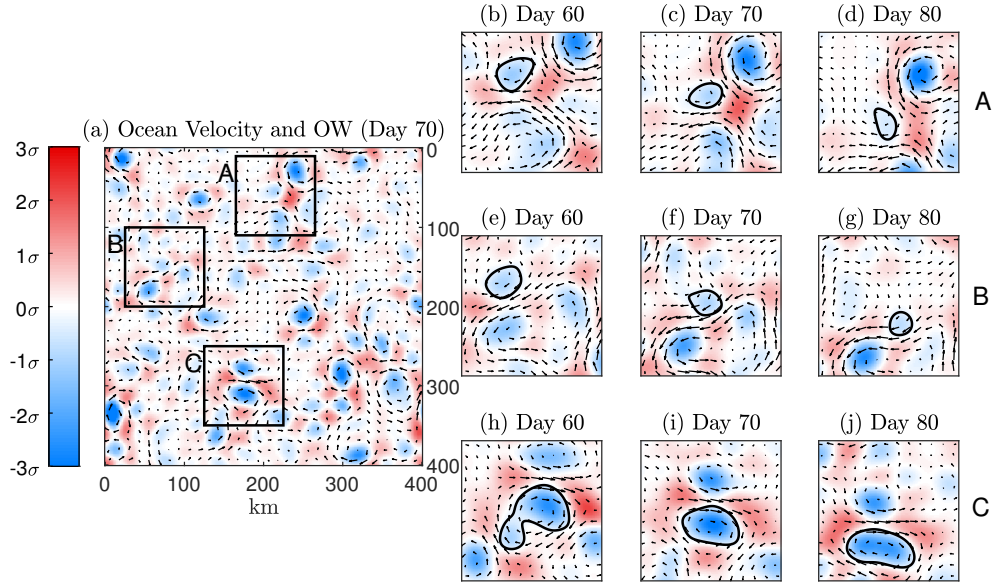 (b) Day 60
(c) Day 70
(d) Day 80
A
(a) Ocean Velocity and OW (Day 70)
3σ
2σ
1σ
0σ
-1σ
-2σ
-3σ
A
B
C
0
100
200
300
400
0
100
200
300
400
km
(e) Day 60
(f) Day 70
(g) Day 80
B
(h) Day 60
(i) Day 70
(j) Day 80
C